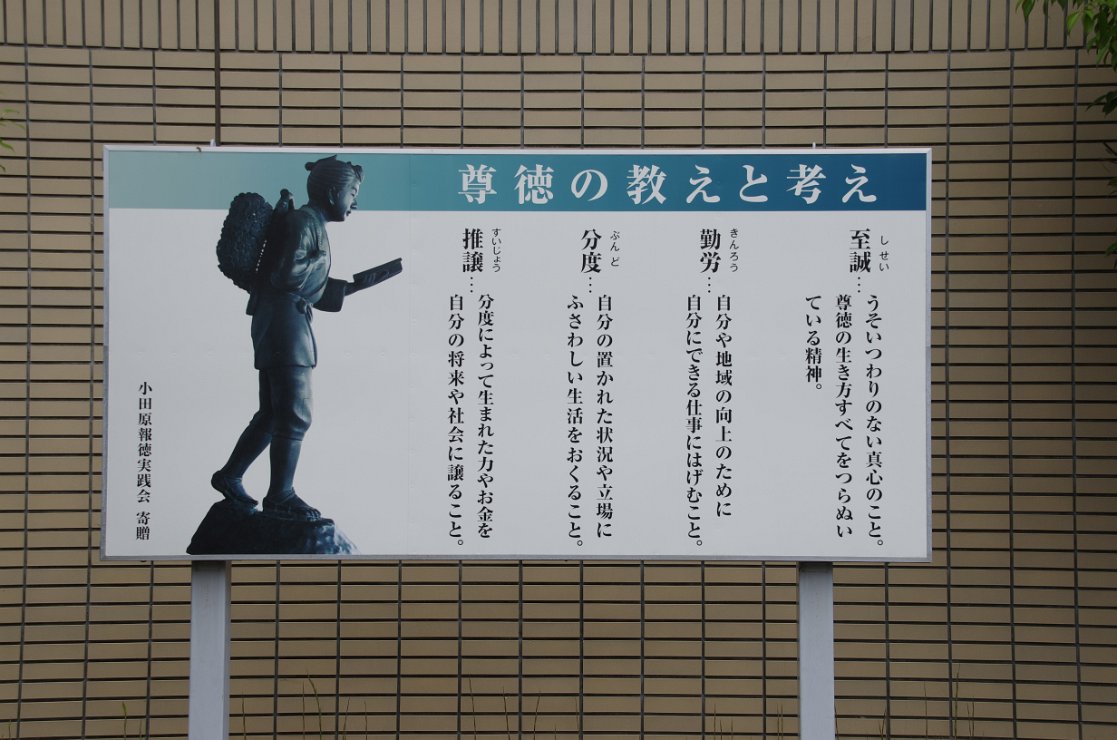 尊徳の教えと考え
しせい
至誠…うそいつわりのない真心のこと。
尊徳の生き方すべてをつらぬい
ている精神。
きんろう
勤労…自分や地域の向上のために
自分にできる仕事にはげむこと。
ぶんど
分度…自分の置かれた状況や立場に
ふさわしい生活をおくること。
すいじょう
推譲…分度によって生まれた力やお金を
自分の将来や社会に譲ること。
小田原報徳実践会 寄贈